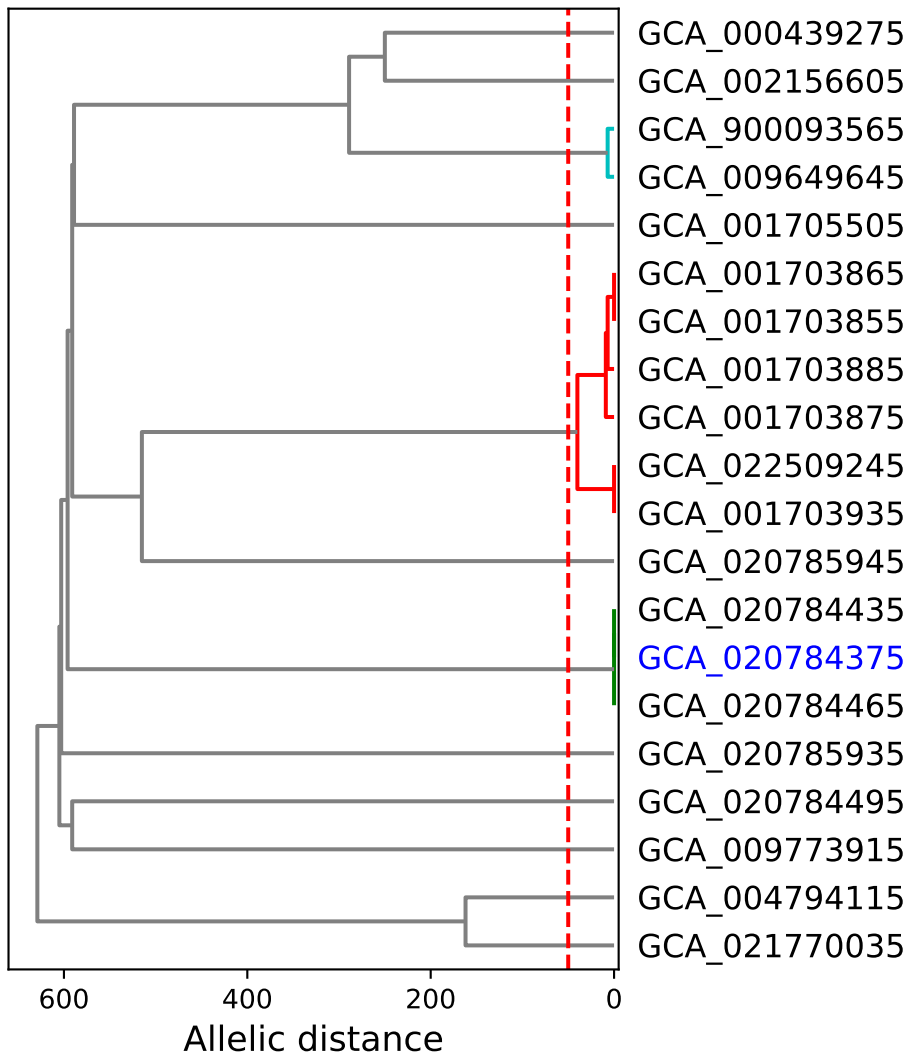 GCA_000439275
GCA_002156605
GCA_900093565
GCA_009649645
GCA_001705505
GCA_001703865
GCA_001703855
GCA_001703885
GCA_001703875
GCA_022509245
GCA_001703935
GCA_020785945
GCA_020784435
GCA_020784375
GCA_020784465
GCA_020785935
GCA_020784495
GCA_009773915
GCA_004794115
GCA_021770035
600 400 200 0
Allelic distance